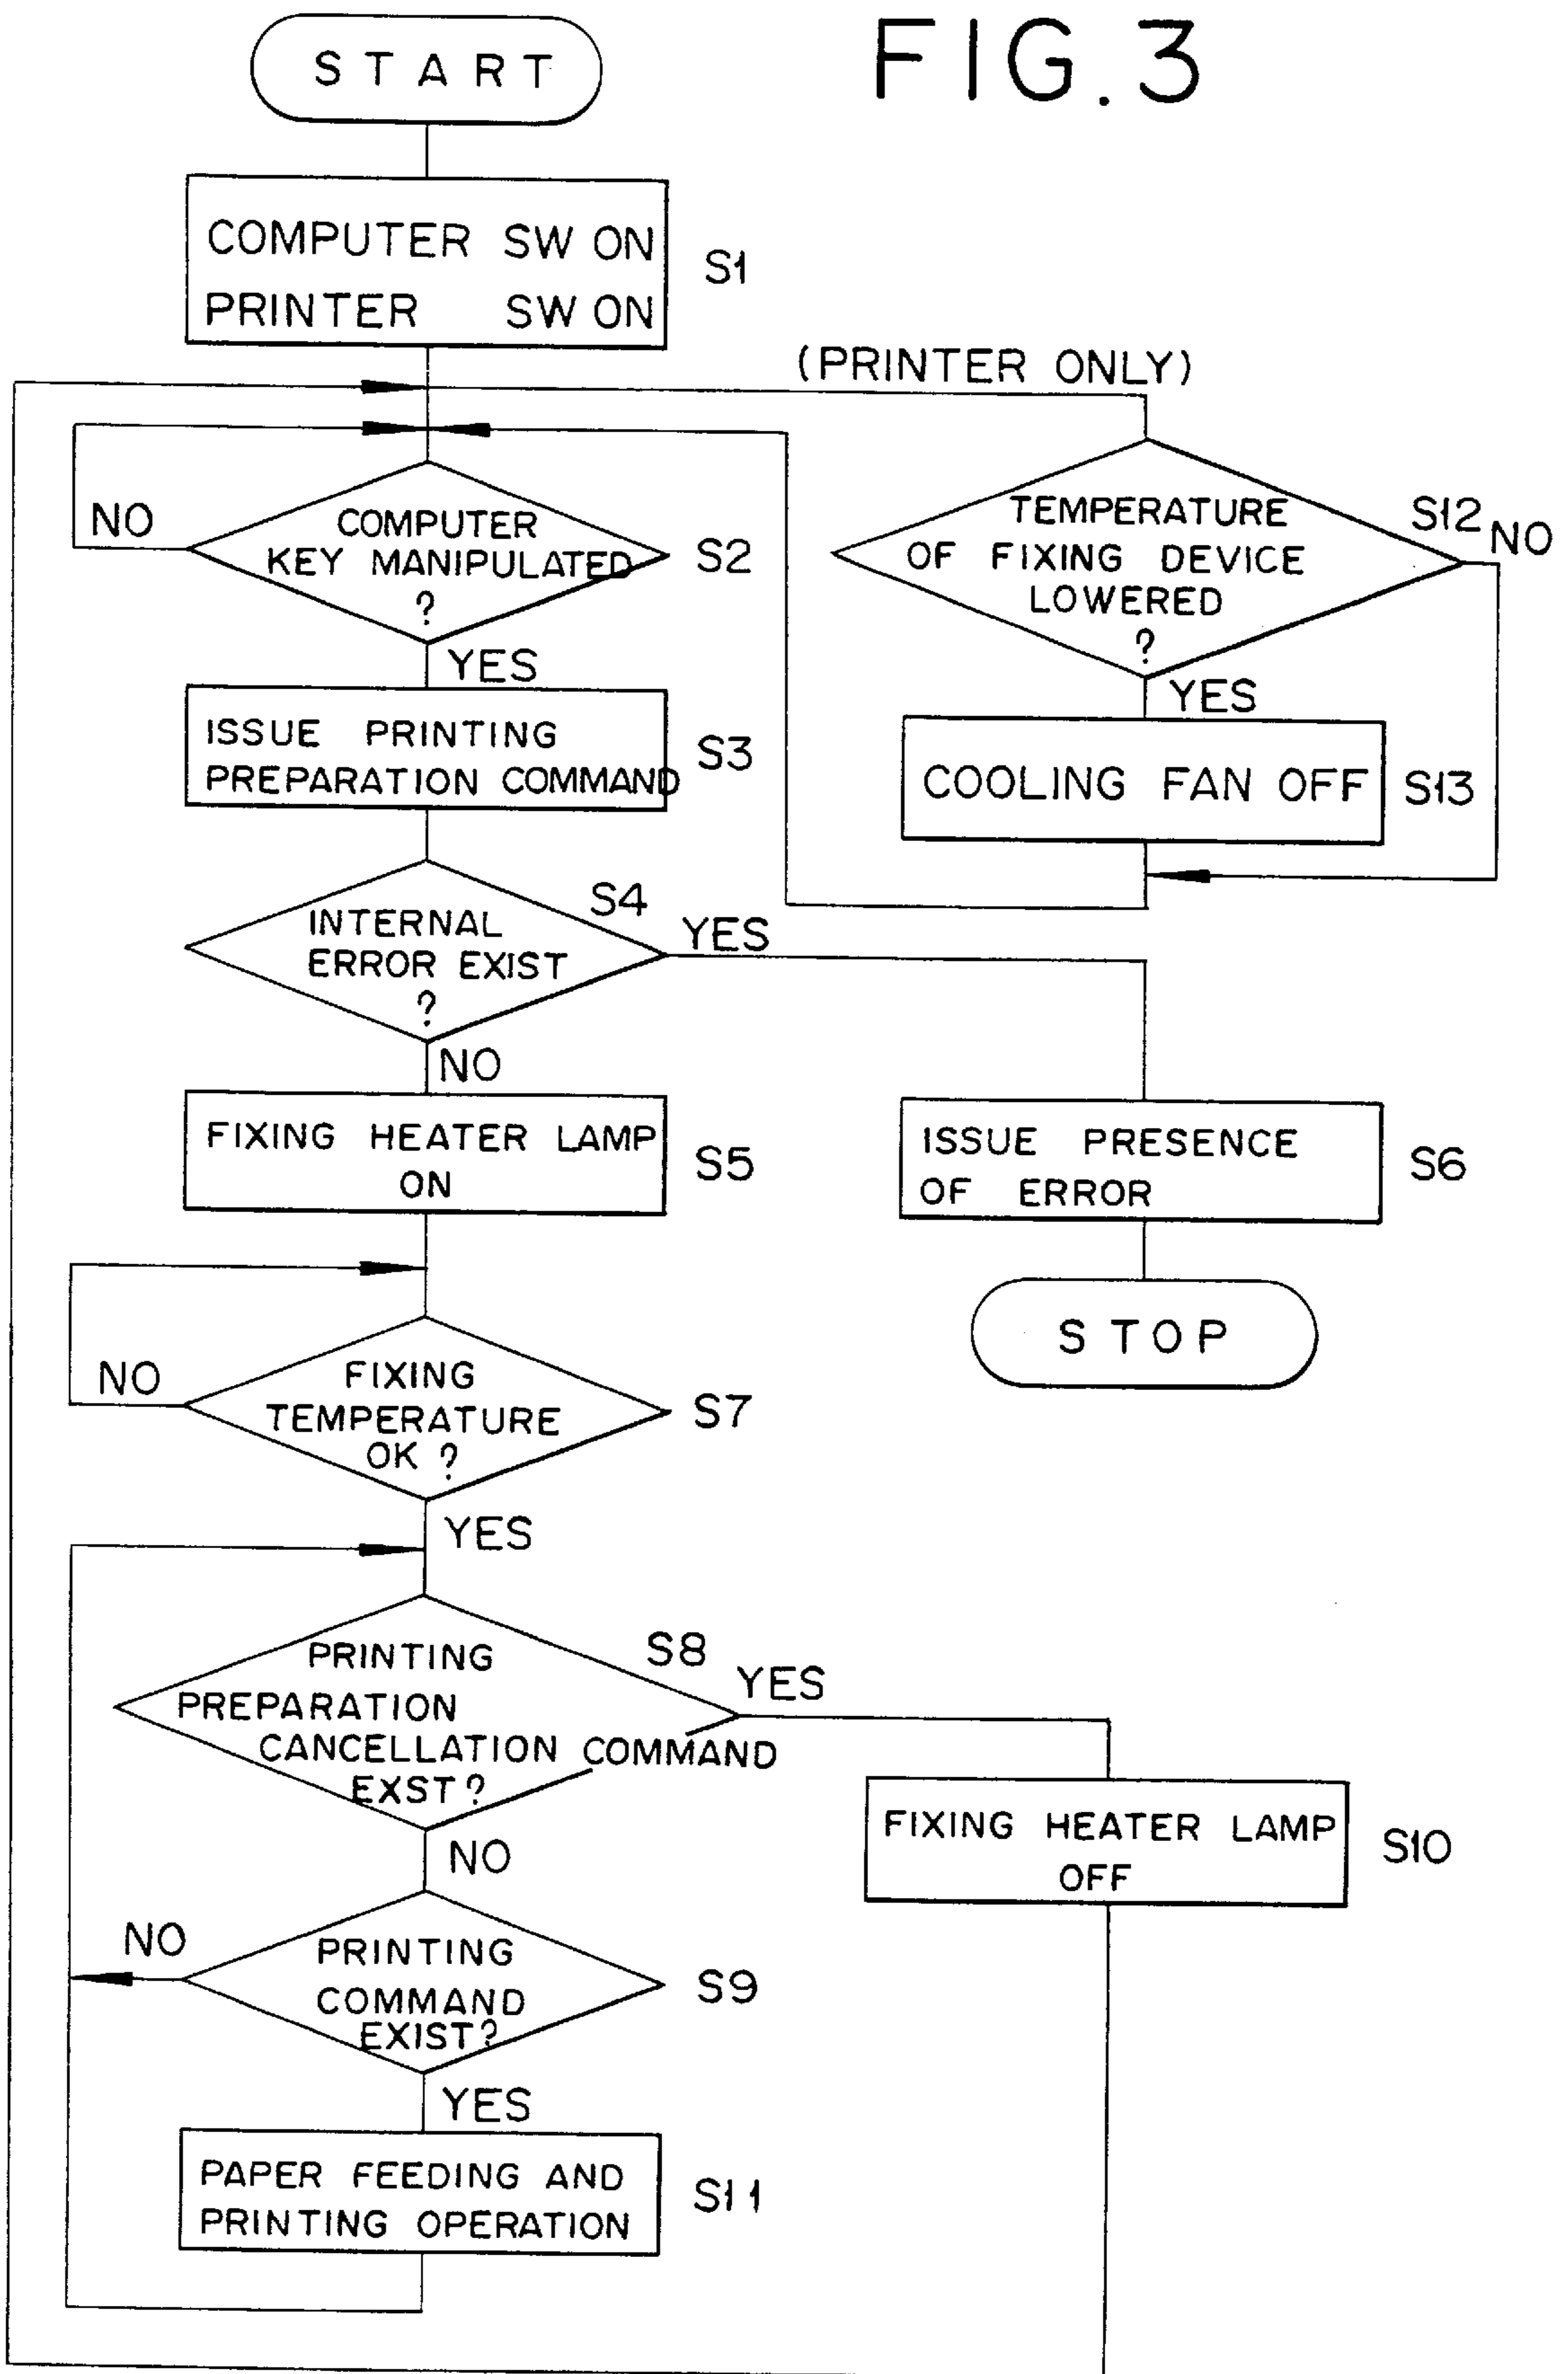 FIG.3
START
COMPUTER SW ON
PRINTER SW ON
S1
(PRINTER ONLY)
NO
COMPUTER
KEY MANIPULATED
?
S2
YES
TEMPERATURE
OF FIXING DEVICE
LOWERED
?
S12
NO
YES
COOLING FAN OFF
S13
ISSUE PRINTING
PREPARATION COMMAND
S3
INTERNAL
ERROR EXIST
?
S4
YES
NO
FIXING HEATER LAMP
ON
S5
ISSUE PRESENCE
OF ERROR
S6
STOP
NO
FIXING
TEMPERATURE
OK ?
S7
YES
PRINTING
PREPARATION
CANCELLATION COMMAND
EXST?
S8
YES
NO
FIXING HEATER LAMP
OFF
S10
NO
PRINTING
COMMAND
EXIST?
S9
YES
PAPER FEEDING AND
PRINTING OPERATION
S11